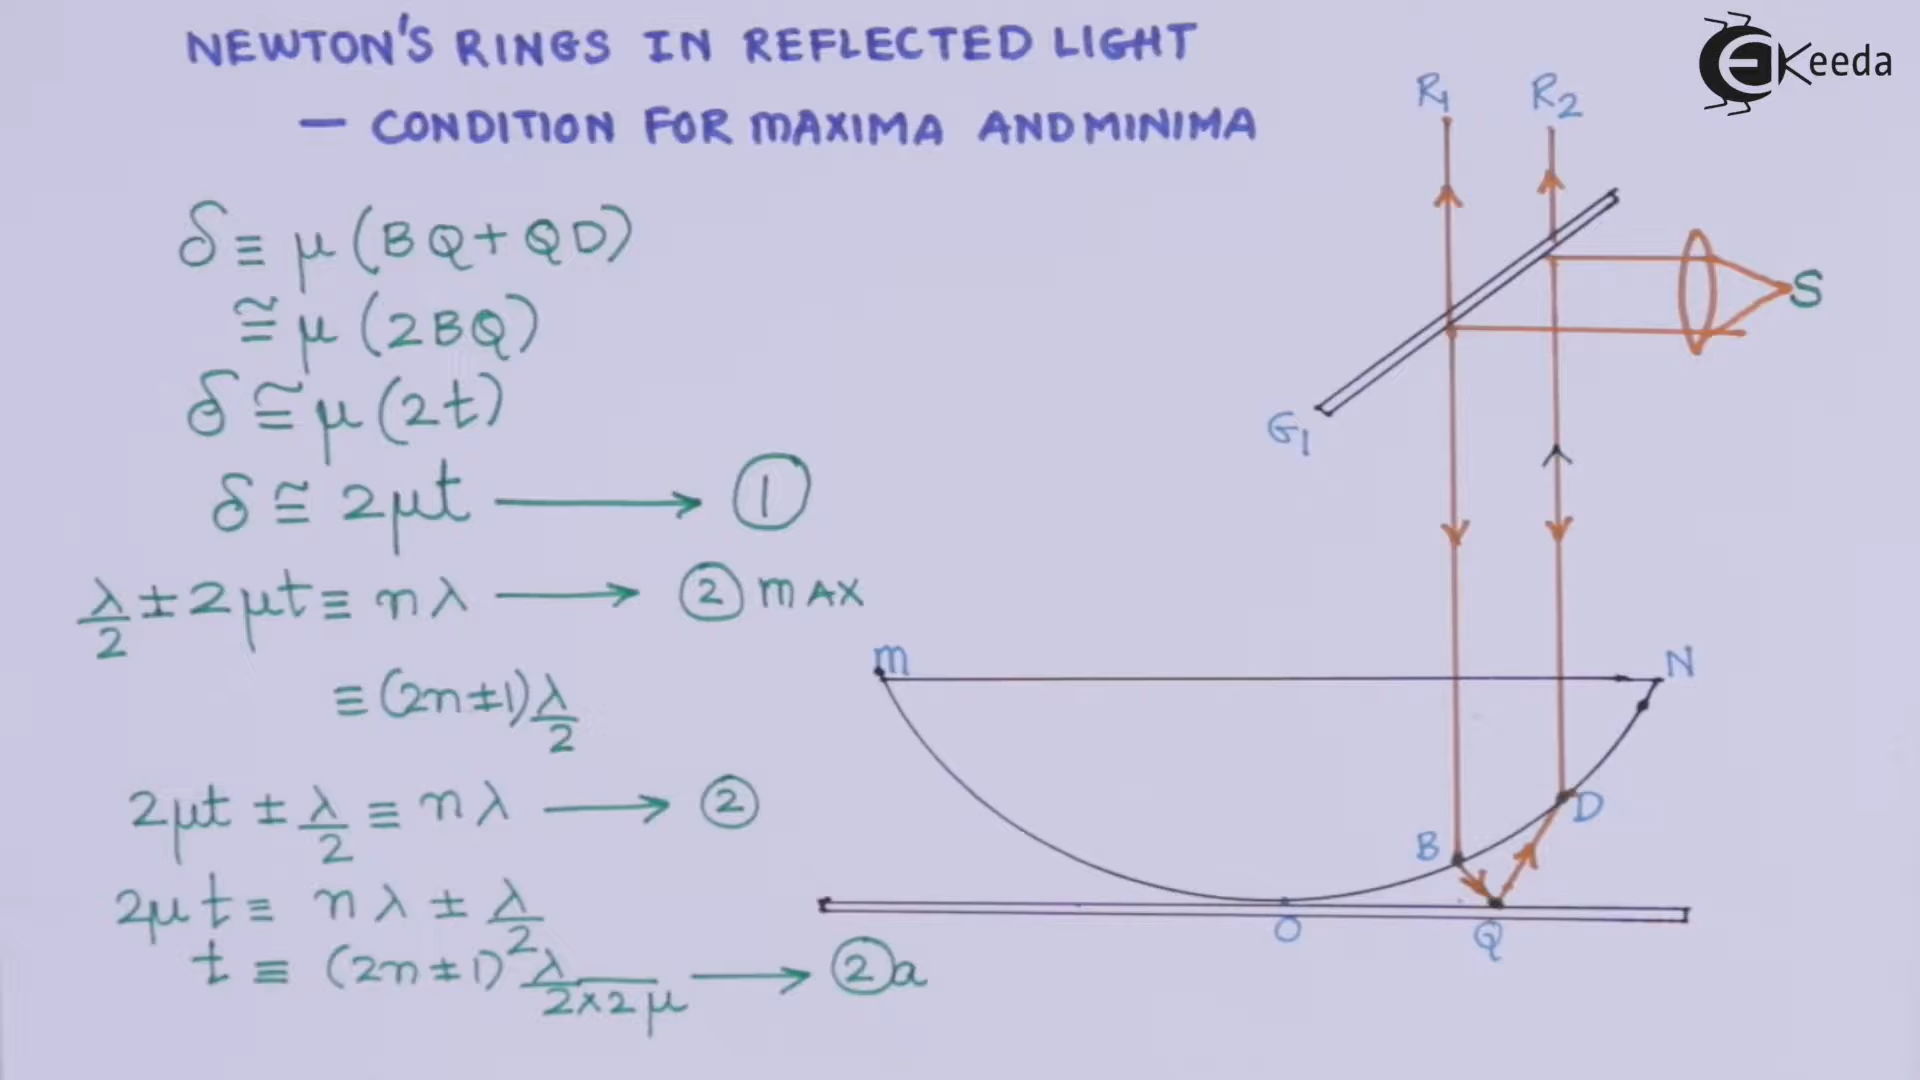 NEWTON'S RINGS IN REFLECTED LIGHT
— CONDITION FOR MAXIMA AND MINIMA
EKeeda
R1 R2
S
G1
δ ≡ μ (BQ + QD)
≅ μ (2BQ)
δ ≅ μ (2t)
δ ≅ 2μt ⟶ ①
λ/2 ± 2μt ≡ nλ ⟶ ② MAX
≡ (2n±1) λ/2
2μt ± λ/2 ≡ nλ ⟶ ②
2μt ≡ nλ ± λ/2
t ≡ (2n±1) λ/2×2μ ⟶ ②a
M N
B D
O Q